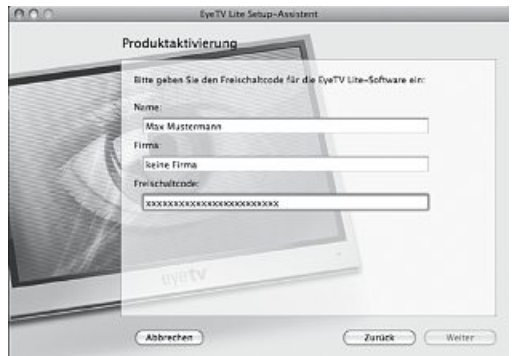 EyeTV Lite Setup-Assistent
Produktaktivierung
Bitte geben Sie den Freischaltcode für die EyeTV Lite-Software ein:
Name:
Max Mustermann
Firma:
keine Firma
Freischaltcode:
xxxxxxxxxxxxxxxxxxxxxxxxx
eyetv
Abbrechen
Zurück
Weiter